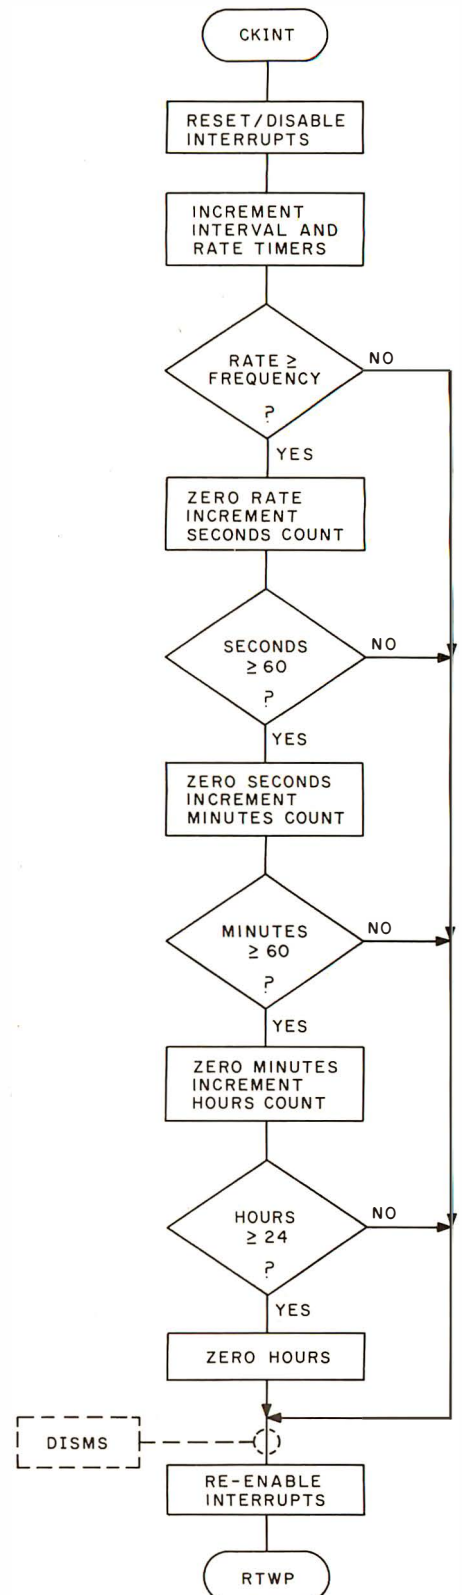 CKINT
RESET/DISABLE
INTERRUPTS
INCREMENT
INTERVAL AND
RATE TIMERS
RATE ≥
FREQUENCY
?
NO
YES
ZERO RATE
INCREMENT
SECONDS COUNT
SECONDS
≥ 60
?
NO
YES
ZERO SECONDS
INCREMENT
MINUTES COUNT
MINUTES
≥ 60
?
NO
YES
ZERO MINUTES
INCREMENT
HOURS COUNT
HOURS
≥ 24
?
NO
YES
ZERO HOURS
DISMS
RE-ENABLE
INTERRUPTS
RTWP